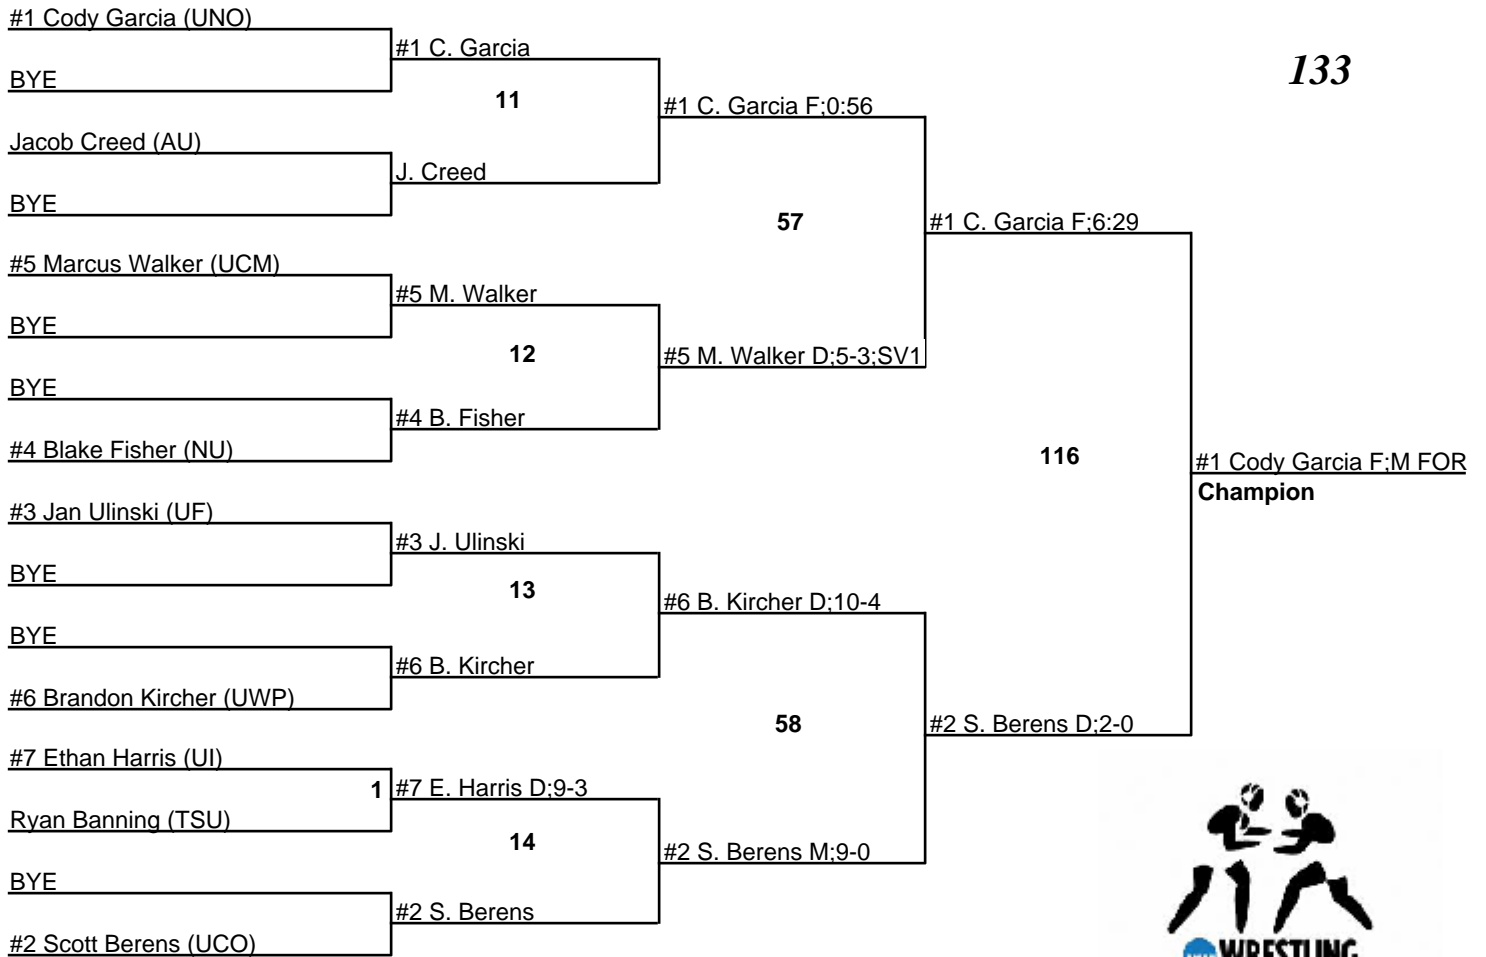 #1 Cody Garcia (UNO)
BYE
Jacob Creed (AU)
BYE
#5 Marcus Walker (UCM)
BYE
BYE
#4 Blake Fisher (NU)
#3 Jan Ulinski (UF)
BYE
BYE
#6 Brandon Kircher (UWP)
#7 Ethan Harris (UI)
1
Ryan Banning (TSU)
BYE
#2 Scott Berens (UCO)
#1 C. Garcia
11
J. Creed
#5 M. Walker
12
#4 B. Fisher
#3 J. Ulinski
13
#6 B. Kircher
#7 E. Harris D;9-3
14
#2 S. Berens
#1 C. Garcia F;0:56
57
#5 M. Walker D;5-3;SV1
#6 B. Kircher D;10-4
58
#2 S. Berens M;9-0
#1 C. Garcia F;6:29
116
#2 S. Berens D;2-0
133
#1 Cody Garcia F;M FOR
Champion
WRESTLING